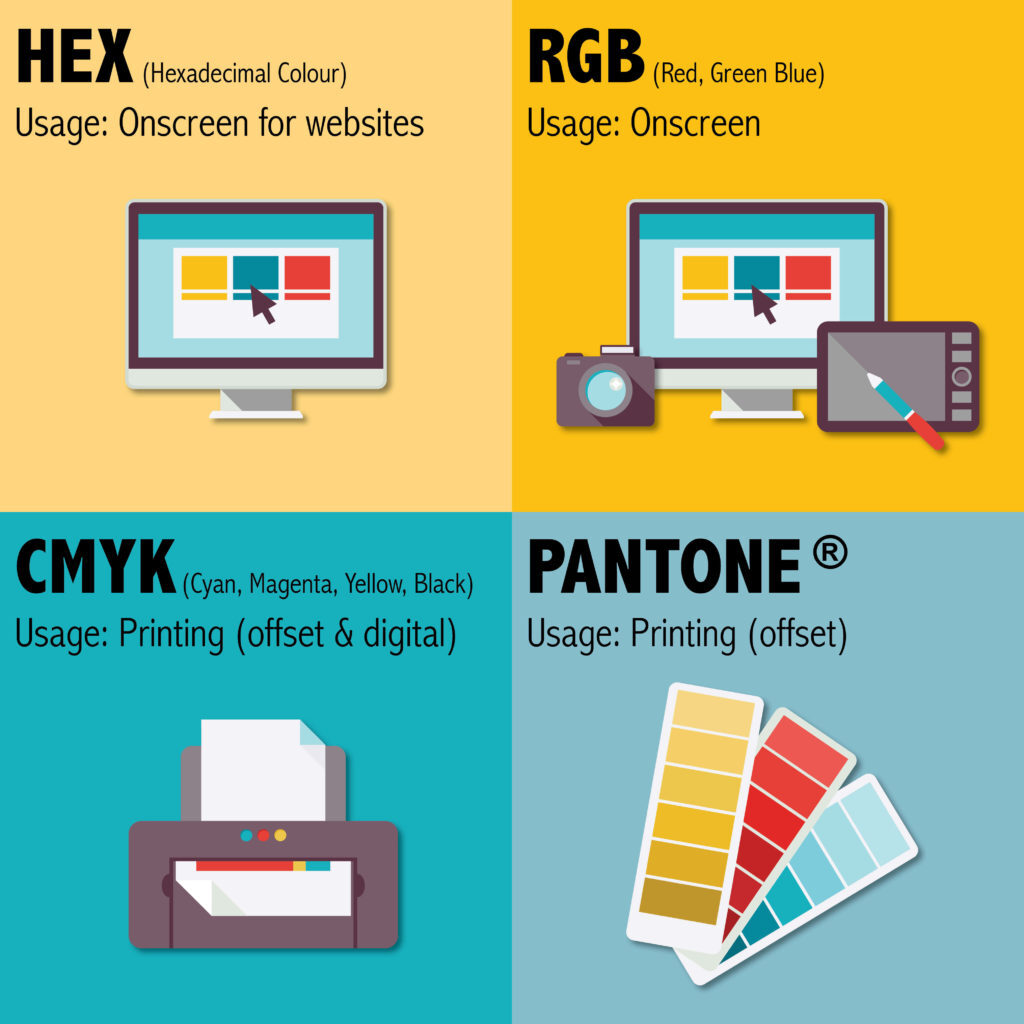 HEX (Hexadecimal Colour)
Usage: Onscreen for websites
RGB (Red, Green Blue)
Usage: Onscreen
CMYK (Cyan, Magenta, Yellow, Black)
Usage: Printing (offset & digital)
PANTONE ®
Usage: Printing (offset)